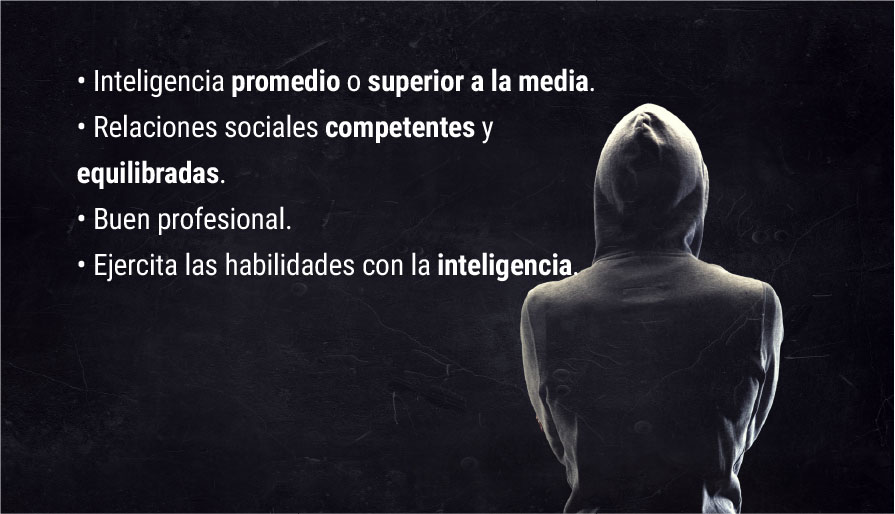 • Inteligencia promedio o superior a la media.
• Relaciones sociales competentes y
equilibradas.
• Buen profesional.
• Ejercita las habilidades con la inteligencia.